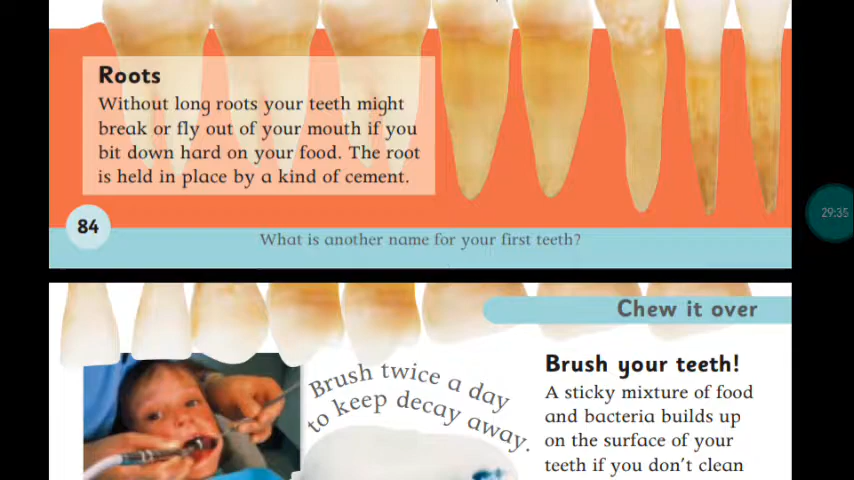 Roots
Without long roots your teeth might
break or fly out of your mouth if you
bit down hard on your food. The root
is held in place by a kind of cement.
84
What is another name for your first teeth?
29:35
Chew it over
Brush twice a day
to keep decay away.
Brush your teeth!
A sticky mixture of food
and bacteria builds up
on the surface of your
teeth if you don't clean